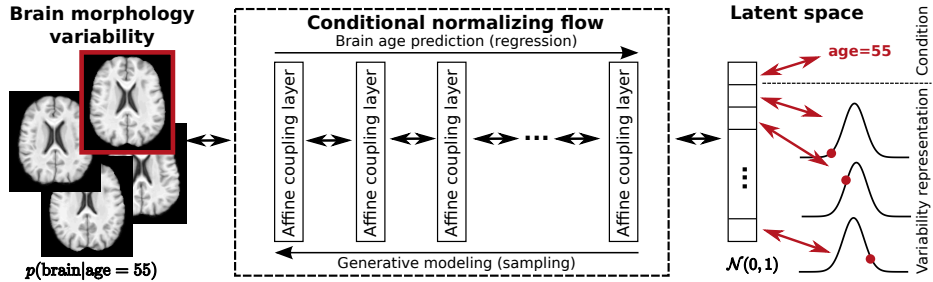 Brain morphology
variability
p(brain|age = 55)
Conditional normalizing flow
Brain age prediction (regression)
Affine coupling layer
Affine coupling layer
Affine coupling layer
...
Affine coupling layer
Generative modeling (sampling)
Latent space
age=55
...
𝒩(0, 1)
Condition
Variability representation